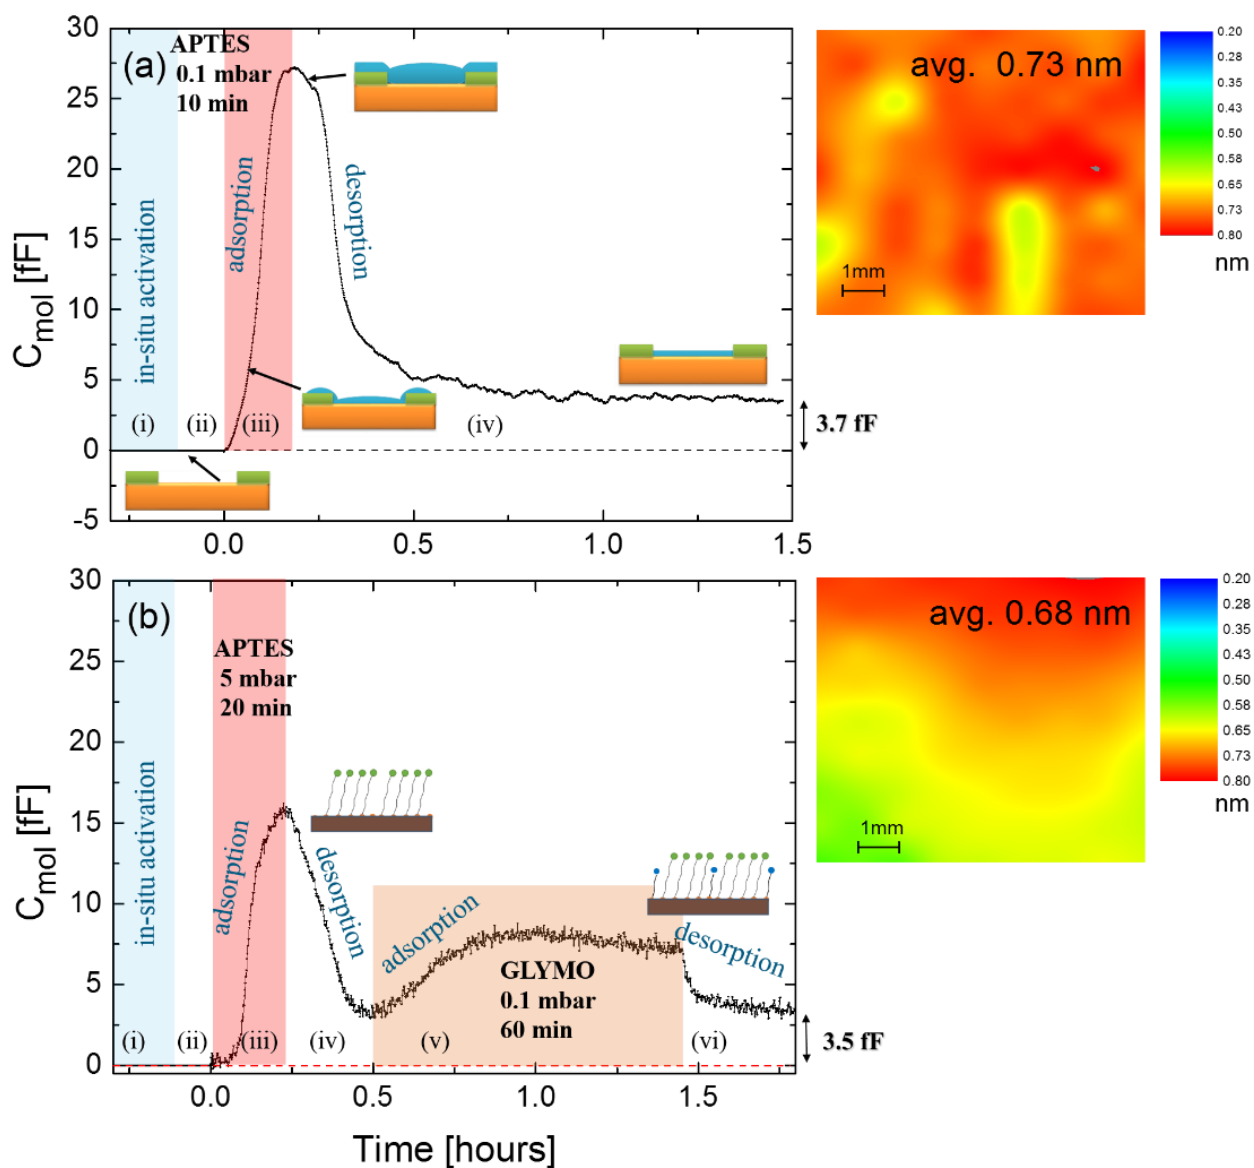 (a)
APTES
0.1 mbar
10 min
in-situ activation
adsorption
desorption
(i)
(ii)
(iii)
(iv)
3.7 fF
C_mol [fF]
30
25
20
15
10
5
0
-5
0.0
0.5
1.0
1.5
avg. 0.73 nm
1mm
0.20
0.28
0.35
0.43
0.50
0.58
0.65
0.73
0.80
nm
(b)
APTES
5 mbar
20 min
in-situ activation
adsorption
desorption
adsorption
GLYMO
0.1 mbar
60 min
desorption
(i)
(ii)
(iii)
(iv)
(v)
(vi)
3.5 fF
C_mol [fF]
30
25
20
15
10
5
0
0.0
0.5
1.0
1.5
Time [hours]
avg. 0.68 nm
1mm
0.20
0.28
0.35
0.43
0.50
0.58
0.65
0.73
0.80
nm